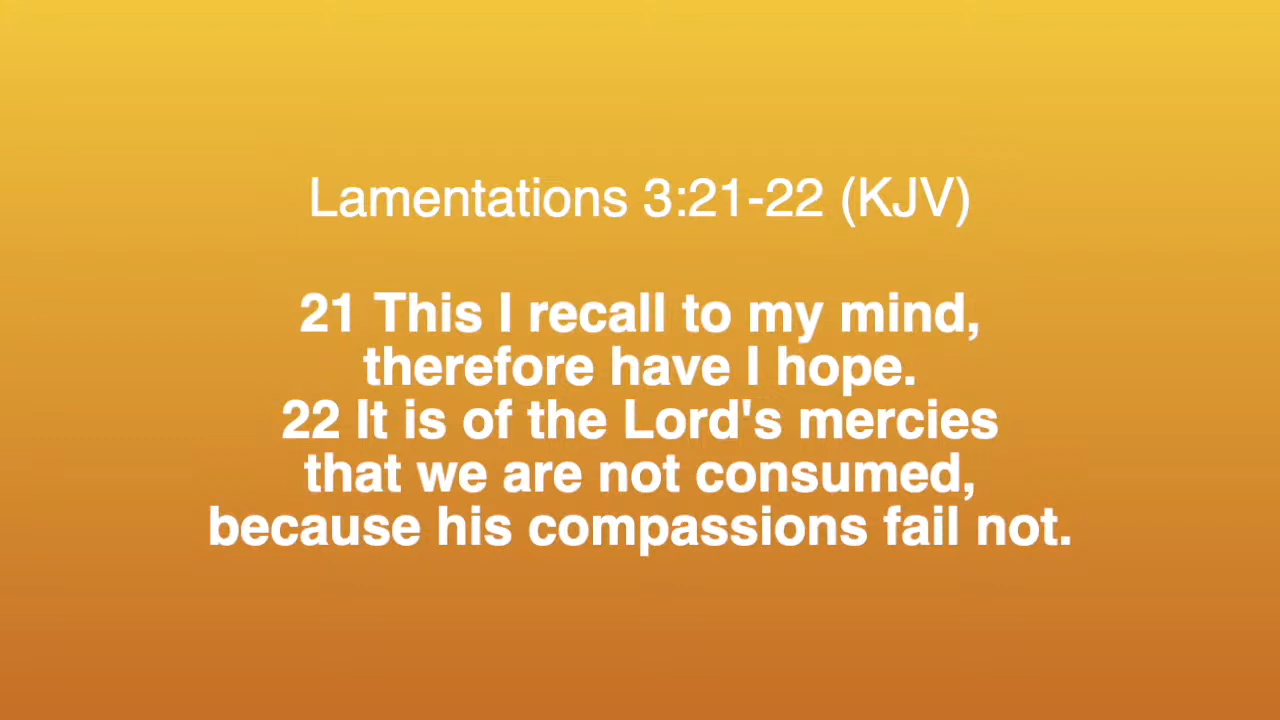 Lamentations 3:21-22 (KJV)
21 This I recall to my mind,
therefore have I hope.
22 It is of the Lord's mercies
that we are not consumed,
because his compassions fail not.